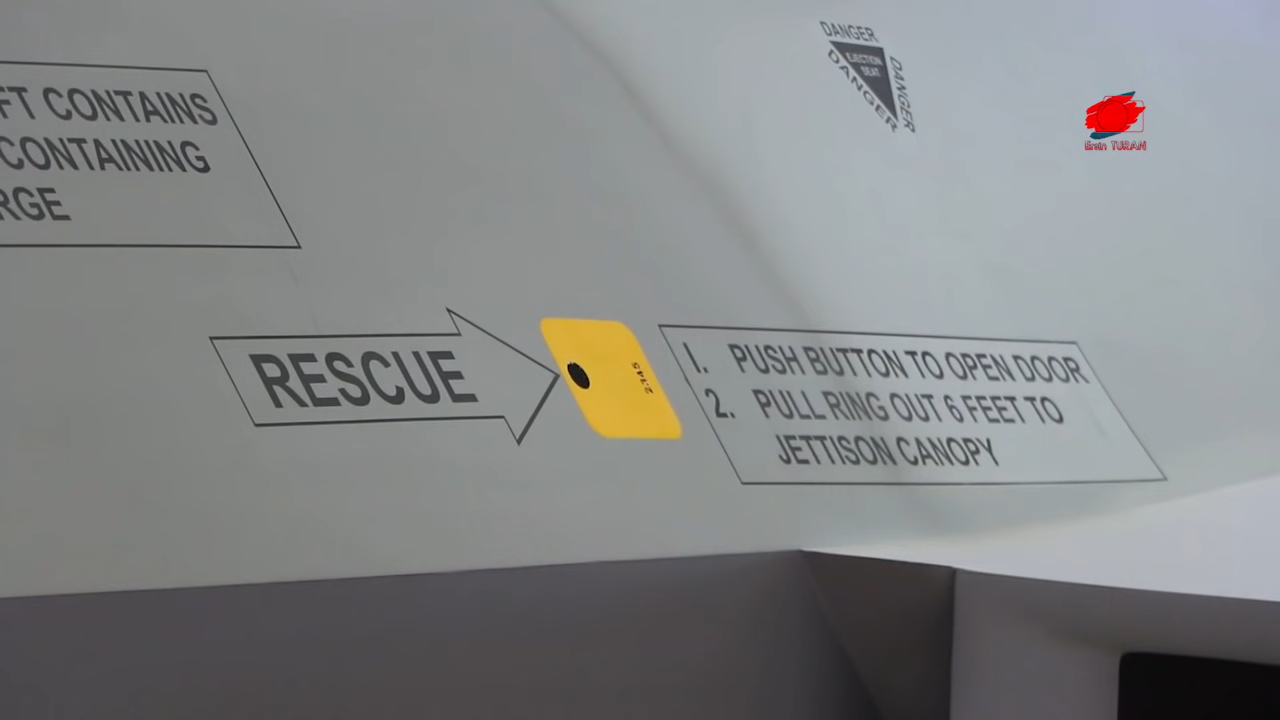 FT CONTAINS
CONTAINING
RGE
DANGER
EJECTION
SEAT
DANGER
DANGER
Ersin TURAN
RESCUE
2345
1. PUSH BUTTON TO OPEN DOOR
2. PULL RING OUT 6 FEET TO
JETTISON CANOPY